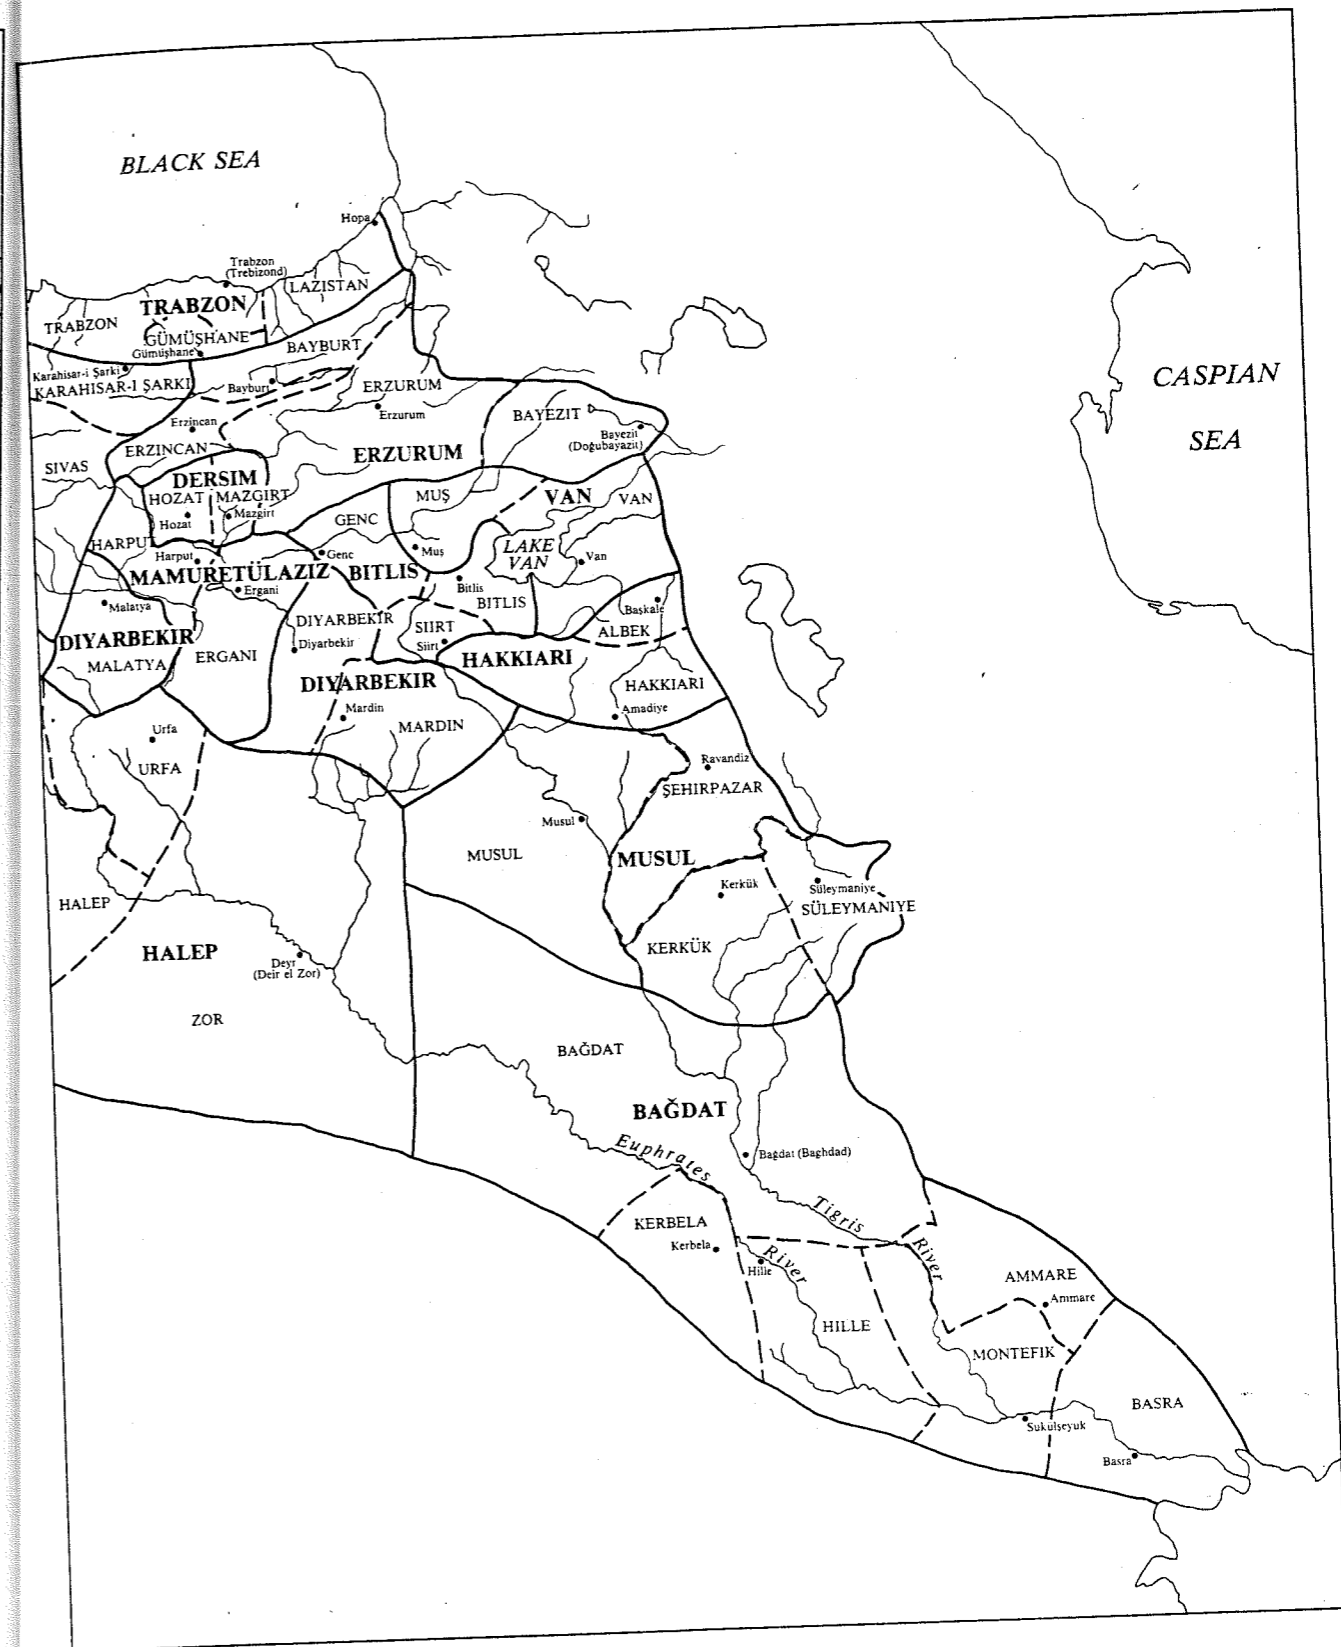 BLACK SEA
Hopa
Trabzon
(Trebizond)
LAZISTAN
TRABZON
TRABZON
GÜMÜŞHANE
Gümüşhane
BAYBURT
Karahisar-i Şarki
KARAHISAR-I ŞARKI
Bayburt
ERZURUM
Erzurum
BAYEZIT
Bayezit
(Doğubayazit)
CASPIAN
SEA
Erzincan
ERZINCAN
ERZURUM
SIVAS
DERSIM
HOZAT
MAZGIRT
Hozat
Mazgirt
MUŞ
VAN
VAN
GENC
HARPUT
Harput
Genc
Muş
LAKE
VAN
Van
MAMURETÜLAZIZ
BITLIS
Ergani
Bitlis
BITLIS
Malatya
Başkale
DIYARBEKIR
DIYARBEKIR
SIIRT
Siirt
ALBEK
Diyarbekir
MALATYA
ERGANI
HAKKIARI
DIYARBEKIR
HAKKIARI
Mardin
Amadiye
MARDIN
Urfa
URFA
Ravandiz
ŞEHIRPAZAR
Musul
MUSUL
MUSUL
Kerkük
Süleymaniye
SÜLEYMANIYE
HALEP
KERKÜK
HALEP
Deyr
(Deir el Zor)
ZOR
BAĞDAT
BAĞDAT
Euphrates
Bağdat (Baghdad)
Tigris
KERBELA
Kerbela
River
River
Hille
AMMARE
Ammare
HILLE
MONTEFIK
BASRA
Sukülşeyuk
Basra